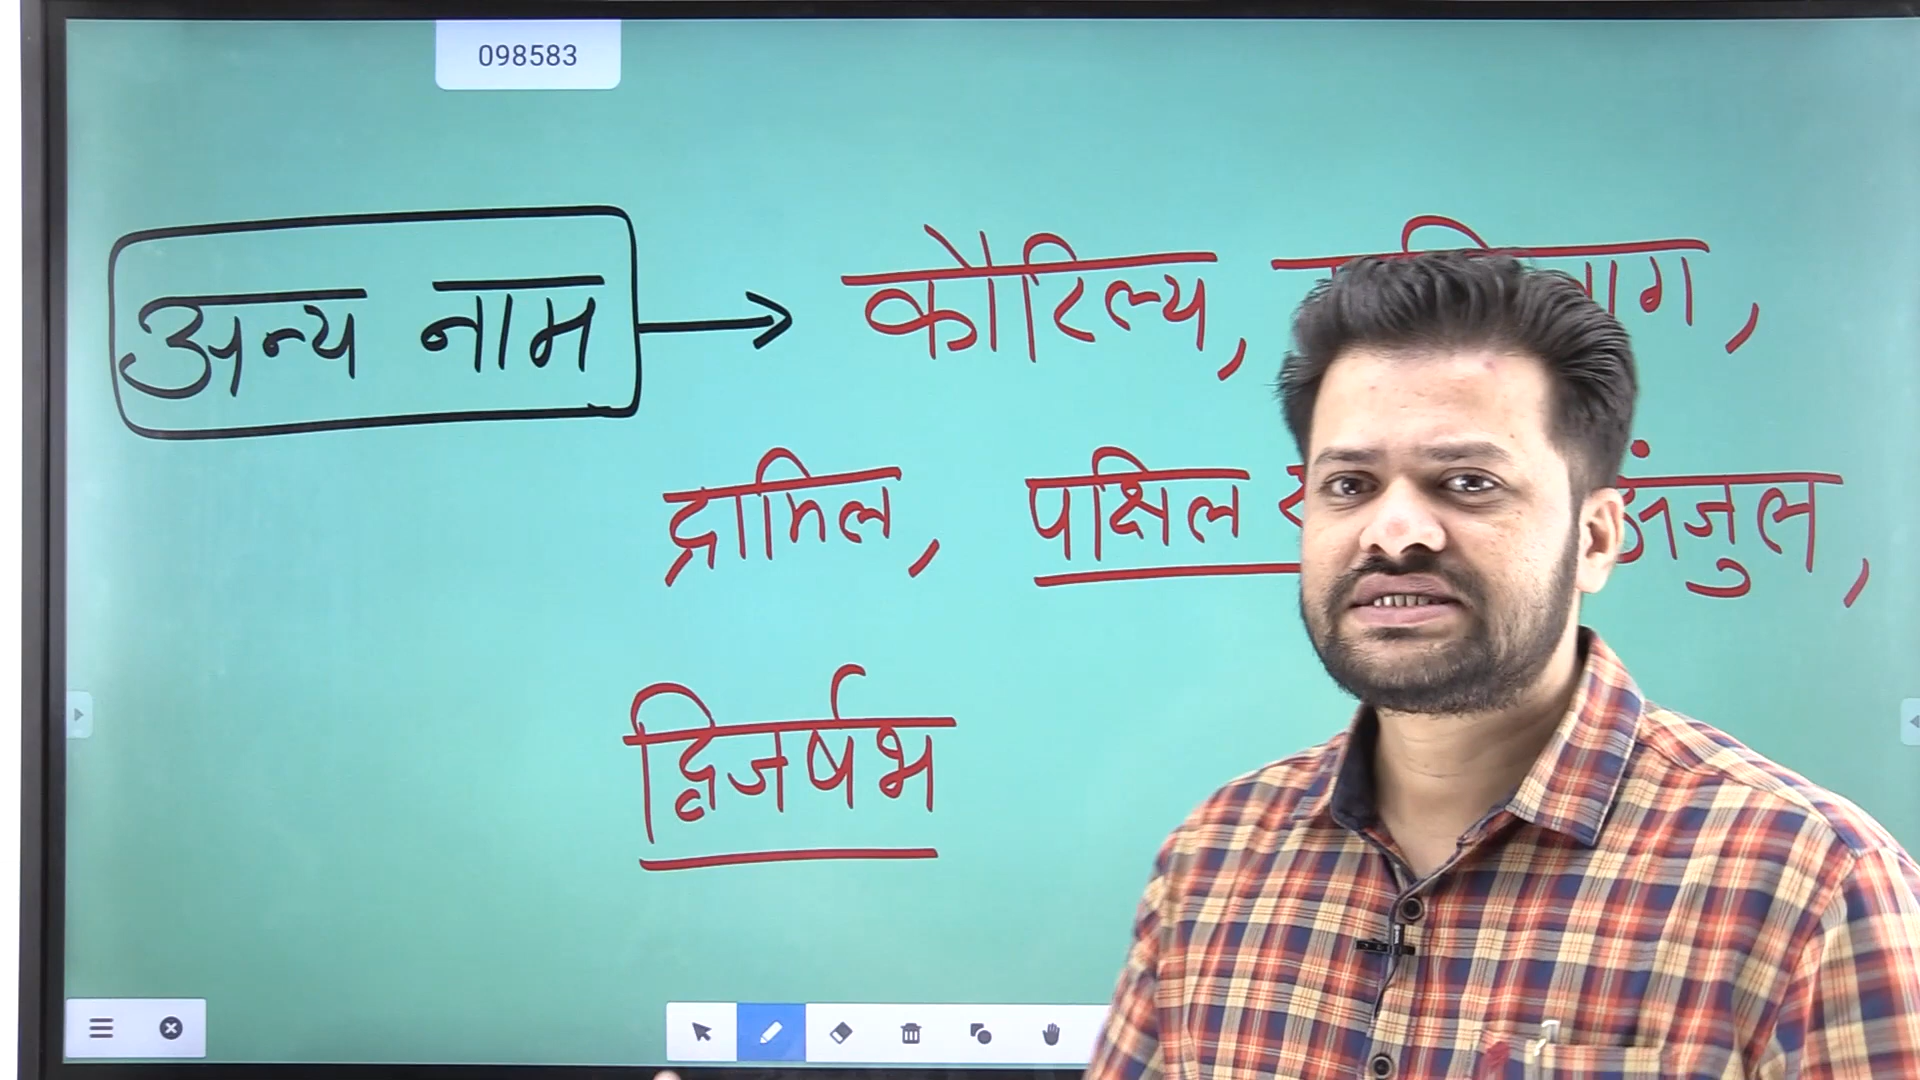 098583
अन्य नाम → कौटिल्य,
द्रामिल, पक्षिल अंजुल,
द्विजर्षभ